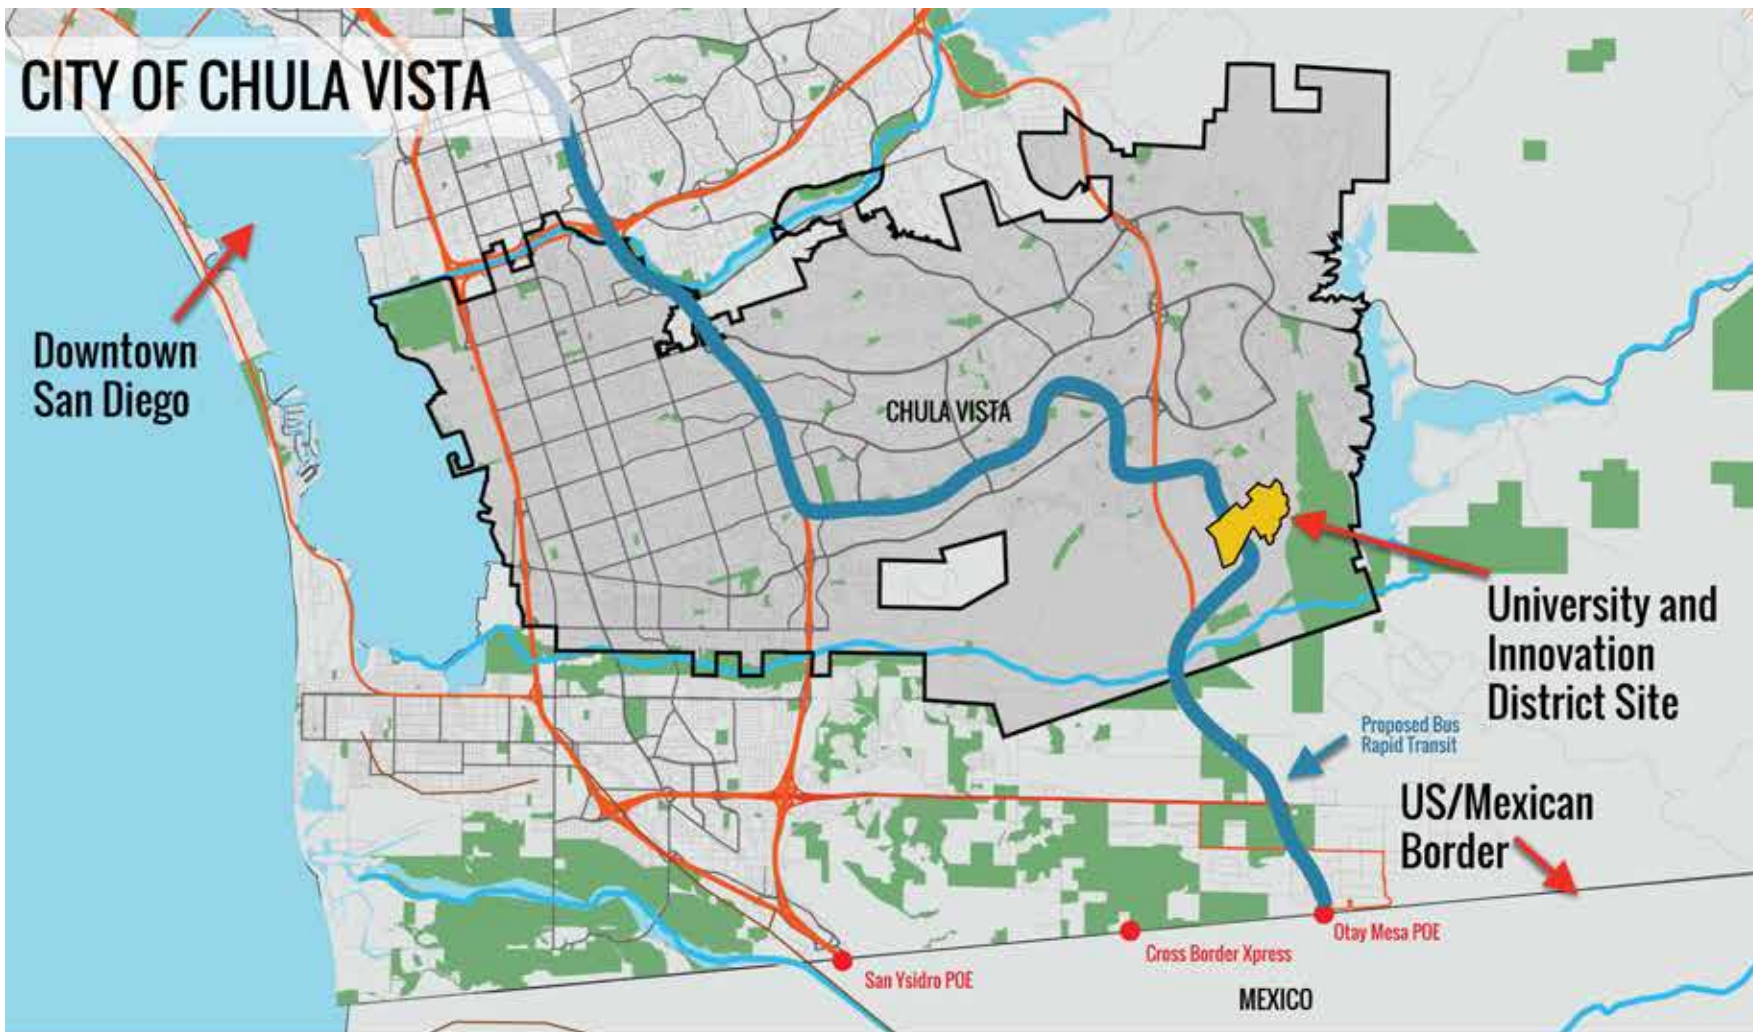 CITY OF CHULA VISTA
Downtown
San Diego
CHULA VISTA
University and
Innovation
District Site
Proposed Bus
Rapid Transit
US/Mexican
Border
Otay Mesa POE
Cross Border Xpress
San Ysidro POE
MEXICO